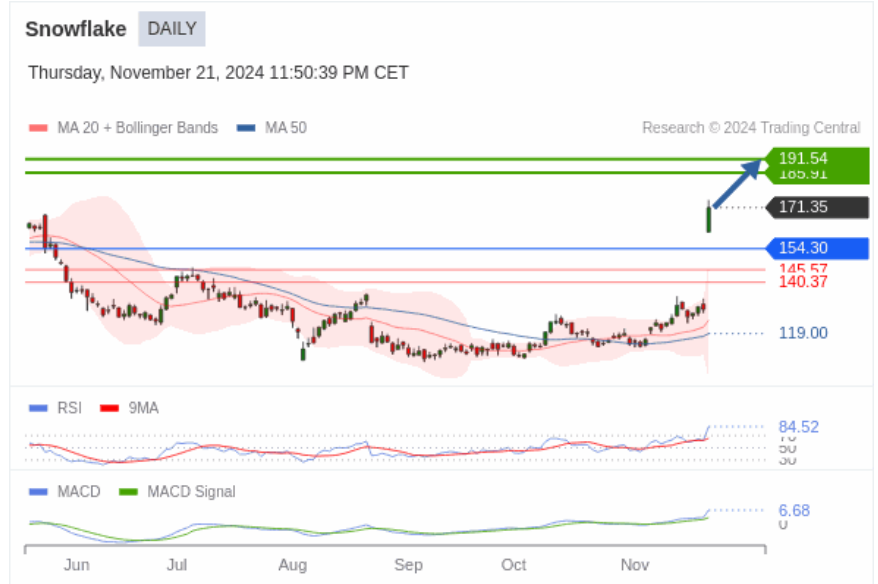 Snowflake DAILY
Thursday, November 21, 2024 11:50:39 PM CET
MA 20 + Bollinger Bands MA 50 Research © 2024 Trading Central
191.54
185.91
171.35
154.30
145.57
140.37
119.00
RSI 9MA
84.52
70
50
30
MACD MACD Signal
6.68
0
Jun Jul Aug Sep Oct Nov